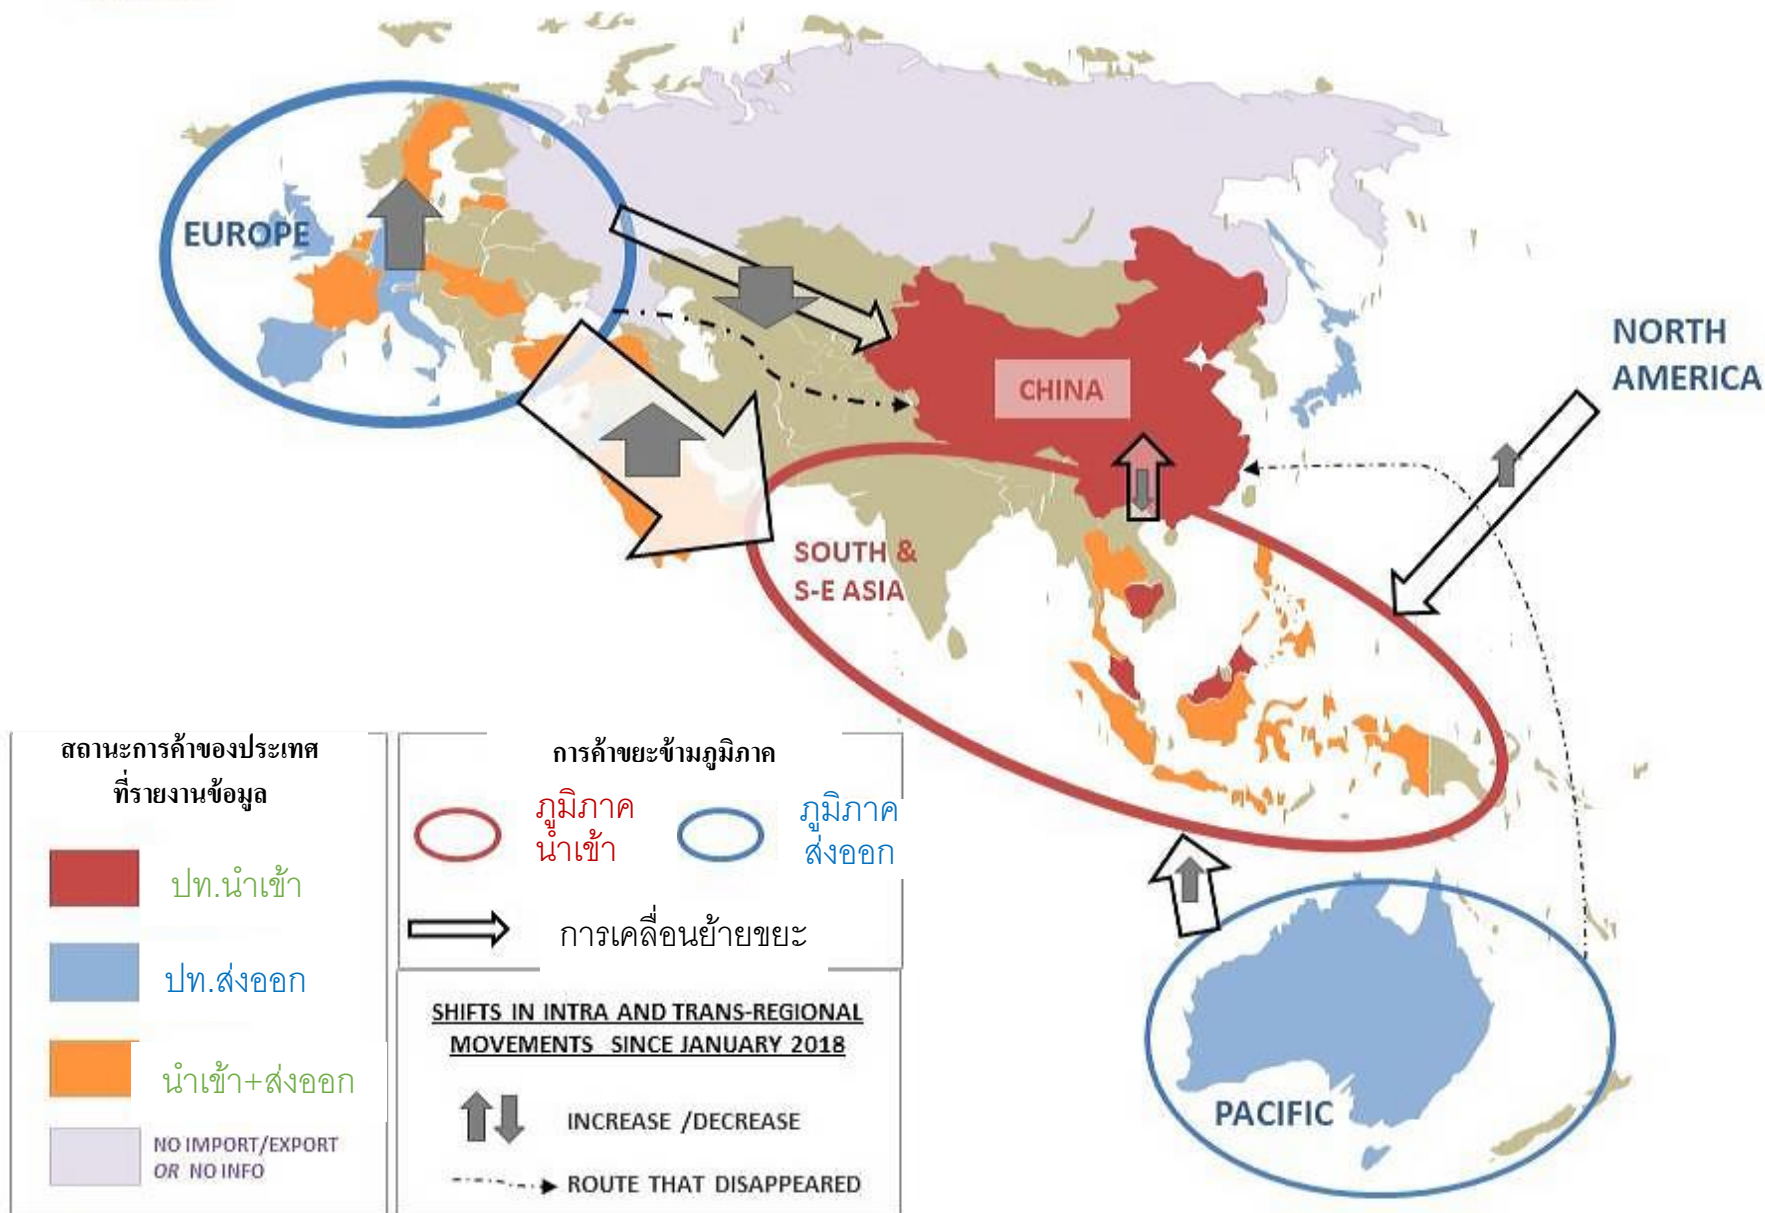 EUROPE
NORTH
AMERICA
CHINA
SOUTH &
S-E ASIA
PACIFIC
สถานะการค้าของประเทศ
ที่รายงานข้อมูล
ปท.นำเข้า
ปท.ส่งออก
นำเข้า+ส่งออก
NO IMPORT/EXPORT
OR NO INFO
การค้าขยะข้ามภูมิภาค
ภูมิภาค
นำเข้า
ภูมิภาค
ส่งออก
การเคลื่อนย้ายขยะ
SHIFTS IN INTRA AND TRANS-REGIONAL
MOVEMENTS SINCE JANUARY 2018
INCREASE /DECREASE
ROUTE THAT DISAPPEARED